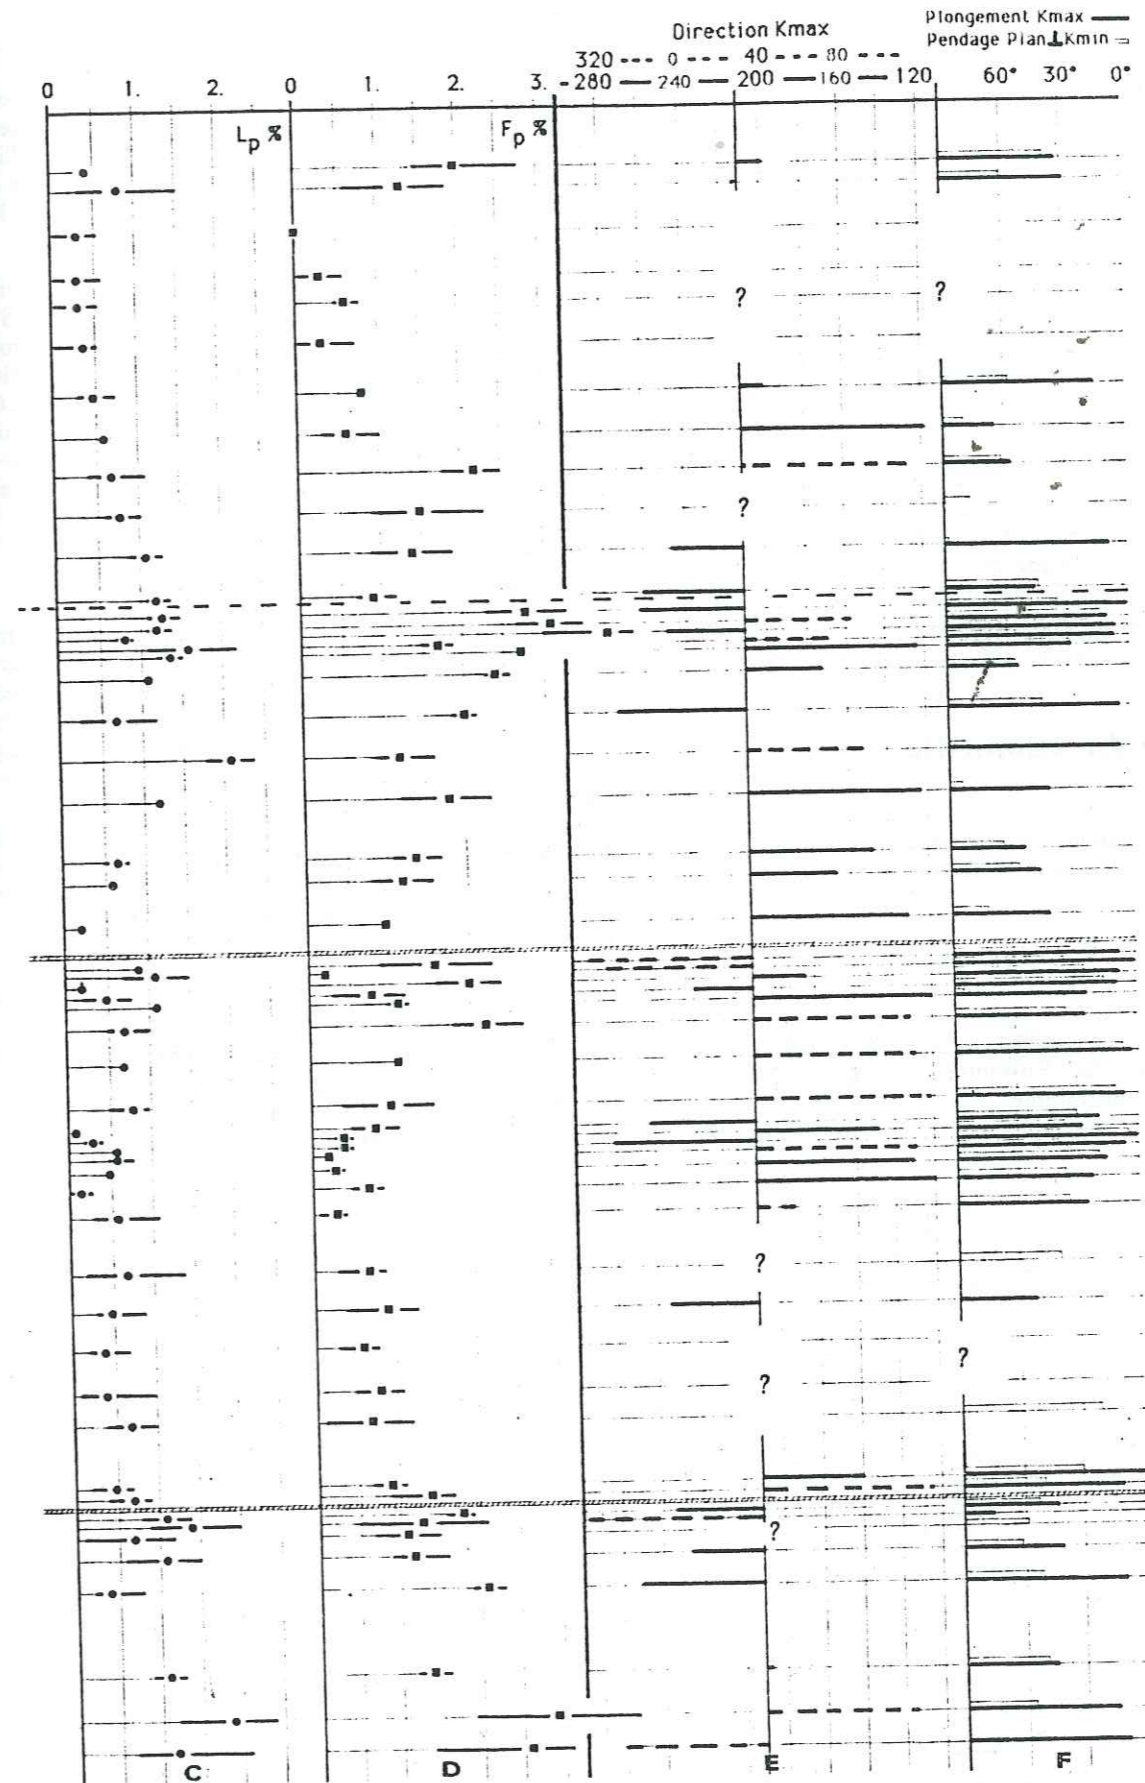 Plongement Kmax
Direction Kmax
Pendage Plan⊥Kmin
320 --- 0 --- 40 --- 80 ---
0 1. 2. 0 1. 2. 3. -280 — 240 — 200 — 160 — 120 60° 30° 0°
Lp % Fp %
? ?
?
?
?
?
?
C D E F